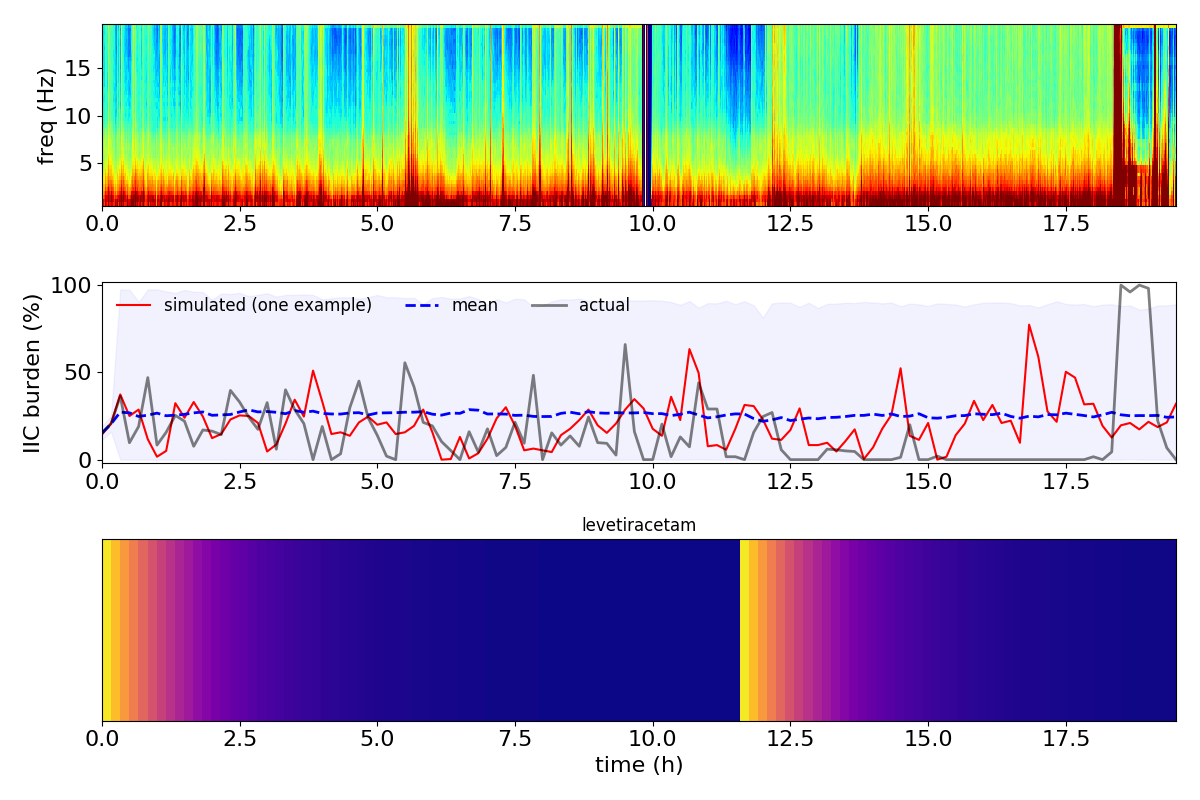 freq (Hz)
15
10
5
0.0 2.5 5.0 7.5 10.0 12.5 15.0 17.5
IIC burden (%)
100
50
0
simulated (one example) mean actual
0.0 2.5 5.0 7.5 10.0 12.5 15.0 17.5
levetiracetam
0.0 2.5 5.0 7.5 10.0 12.5 15.0 17.5
time (h)